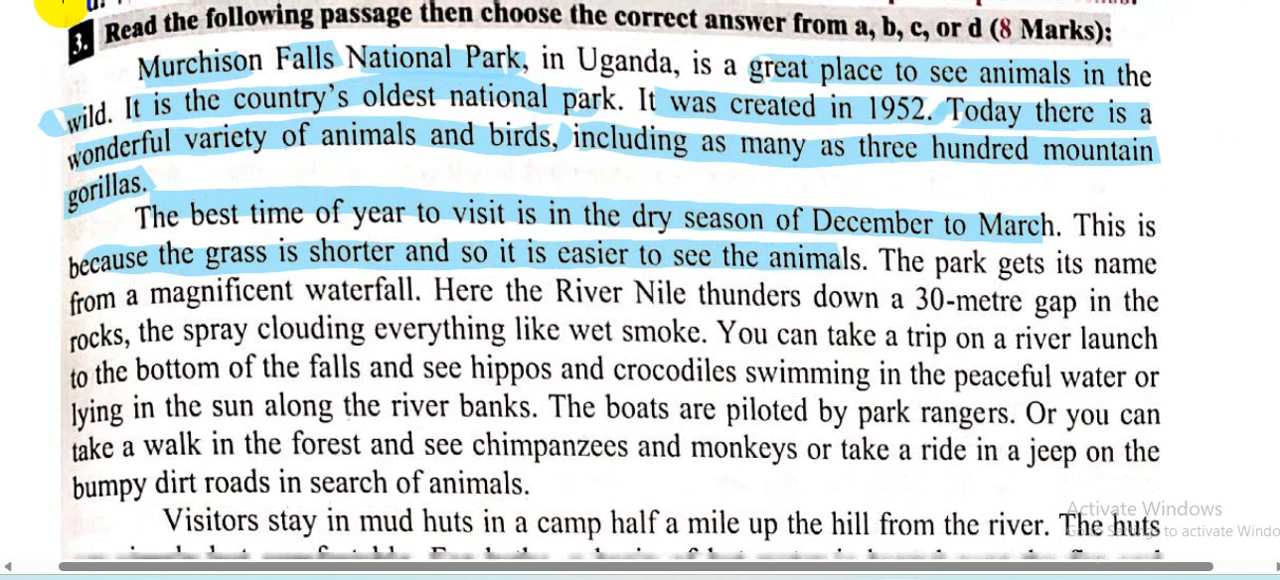 3. Read the following passage then choose the correct answer from a, b, c, or d (8 Marks):
Murchison Falls National Park, in Uganda, is a great place to see animals in the
wild. It is the country's oldest national park. It was created in 1952. Today there is a
wonderful variety of animals and birds, including as many as three hundred mountain
gorillas.
The best time of year to visit is in the dry season of December to March. This is
because the grass is shorter and so it is easier to see the animals. The park gets its name
from a magnificent waterfall. Here the River Nile thunders down a 30-metre gap in the
rocks, the spray clouding everything like wet smoke. You can take a trip on a river launch
to the bottom of the falls and see hippos and crocodiles swimming in the peaceful water or
lying in the sun along the river banks. The boats are piloted by park rangers. Or you can
take a walk in the forest and see chimpanzees and monkeys or take a ride in a jeep on the
bumpy dirt roads in search of animals.
Visitors stay in mud huts in a camp half a mile up the hill from the river. The huts
Activate Windows
Go to Settings to activate Windo